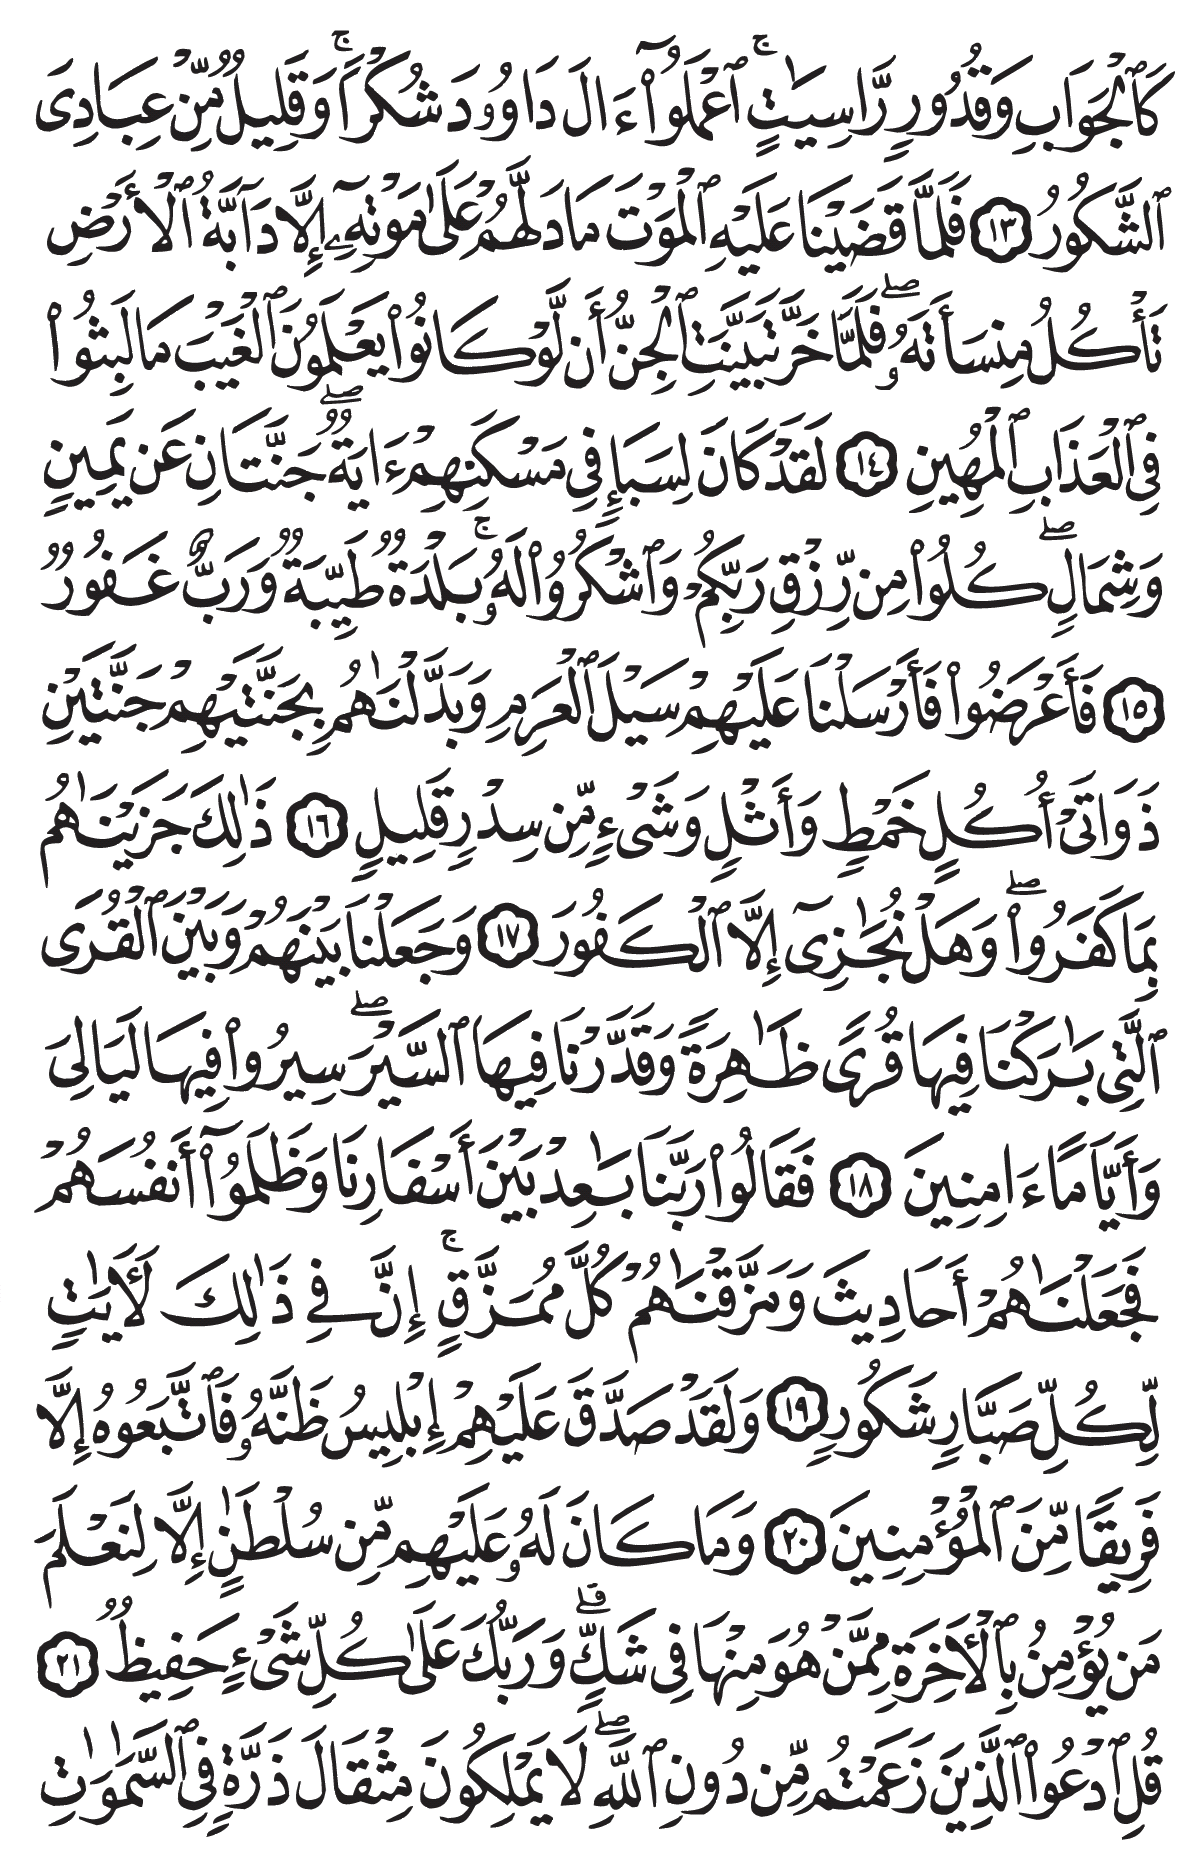 كَٱلْجَوَابِ وَقُدُورٍ رَّاسِيَٰتٍ ۚ ٱعْمَلُوٓا۟ ءَالَ دَاوُۥدَ شُكْرًا ۚ وَقَلِيلٌ مِّنْ عِبَادِىَ
ٱلشَّكُورُ ١٣ فَلَمَّا قَضَيْنَا عَلَيْهِ ٱلْمَوْتَ مَا دَلَّهُمْ عَلَىٰ مَوْتِهِۦٓ إِلَّا دَآبَّةُ ٱلْأَرْضِ
تَأْكُلُ مِنسَأَتَهُۥ ۖ فَلَمَّا خَرَّ تَبَيَّنَتِ ٱلْجِنُّ أَن لَّوْ كَانُوا۟ يَعْلَمُونَ ٱلْغَيْبَ مَا لَبِثُوا۟
فِى ٱلْعَذَابِ ٱلْمُهِينِ ١٤ لَقَدْ كَانَ لِسَبَإٍ فِى مَسْكَنِهِمْ ءَايَةٌ ۖ جَنَّتَانِ عَن يَمِينٍ
وَشِمَالٍ ۖ كُلُوا۟ مِن رِّزْقِ رَبِّكُمْ وَٱشْكُرُوا۟ لَهُۥ ۚ بَلْدَةٌ طَيِّبَةٌ وَرَبٌّ غَفُورٌ
١٥ فَأَعْرَضُوا۟ فَأَرْسَلْنَا عَلَيْهِمْ سَيْلَ ٱلْعَرِمِ وَبَدَّلْنَٰهُم بِجَنَّتَيْهِمْ جَنَّتَيْنِ
ذَوَاتَىْ أُكُلٍ خَمْطٍ وَأَثْلٍ وَشَىْءٍ مِّن سِدْرٍ قَلِيلٍ ١٦ ذَٰلِكَ جَزَيْنَٰهُم
بِمَا كَفَرُوا۟ ۖ وَهَلْ نُجَٰزِىٓ إِلَّا ٱلْكَفُورَ ١٧ وَجَعَلْنَا بَيْنَهُمْ وَبَيْنَ ٱلْقُرَى
ٱلَّتِى بَٰرَكْنَا فِيهَا قُرًى ظَٰهِرَةً وَقَدَّرْنَا فِيهَا ٱلسَّيْرَ ۖ سِيرُوا۟ فِيهَا لَيَالِىَ
وَأَيَّامًا ءَامِنِينَ ١٨ فَقَالُوا۟ رَبَّنَا بَٰعِدْ بَيْنَ أَسْفَارِنَا وَظَلَمُوٓا۟ أَنفُسَهُمْ
فَجَعَلْنَٰهُمْ أَحَادِيثَ وَمَزَّقْنَٰهُمْ كُلَّ مُمَزَّقٍ ۚ إِنَّ فِى ذَٰلِكَ لَءَايَٰتٍ
لِّكُلِّ صَبَّارٍ شَكُورٍ ١٩ وَلَقَدْ صَدَّقَ عَلَيْهِمْ إِبْلِيسُ ظَنَّهُۥ فَٱتَّبَعُوهُ إِلَّا
فَرِيقًا مِّنَ ٱلْمُؤْمِنِينَ ٢٠ وَمَا كَانَ لَهُۥ عَلَيْهِم مِّن سُلْطَٰنٍ إِلَّا لِنَعْلَمَ
مَن يُؤْمِنُ بِٱلْءَاخِرَةِ مِمَّنْ هُوَ مِنْهَا فِى شَكٍّ ۗ وَرَبُّكَ عَلَىٰ كُلِّ شَىْءٍ حَفِيظٌ ٢١
قُلِ ٱدْعُوا۟ ٱلَّذِينَ زَعَمْتُم مِّن دُونِ ٱللَّهِ ۖ لَا يَمْلِكُونَ مِثْقَالَ ذَرَّةٍ فِى ٱلسَّمَٰوَٰتِ